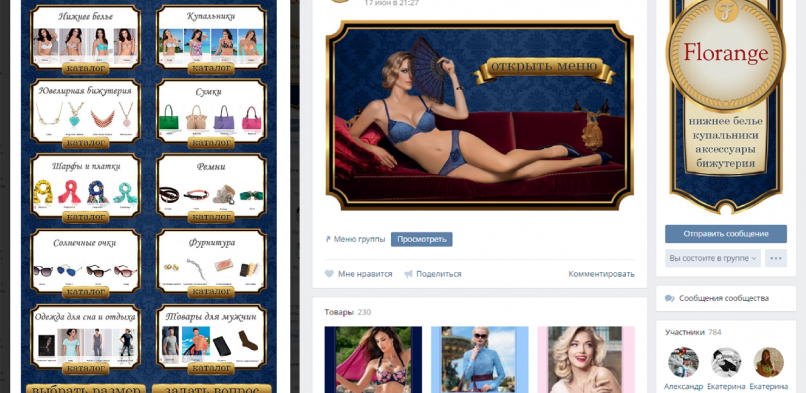 Нижнее белье
Купальники
каталог
каталог
Ювелирная бижутерия
Сумки
каталог
каталог
Шарфы и платки
Ремни
каталог
каталог
Солнечные очки
Фурнитура
каталог
каталог
Одежда для сна и отдыха
Товары для мужчин
каталог
каталог
выбрать размер
задать вопрос
17 июн в 21:27
открыть меню
Меню группы
Просмотреть
Мне нравится
Поделиться
Комментировать
Товары 230
F
Florange
нижнее белье
купальники
аксессуары
бижутерия
Отправить сообщение
Вы состоите в группе
Сообщения сообщества
Участники 784
Александр
Екатерина
Екатерина